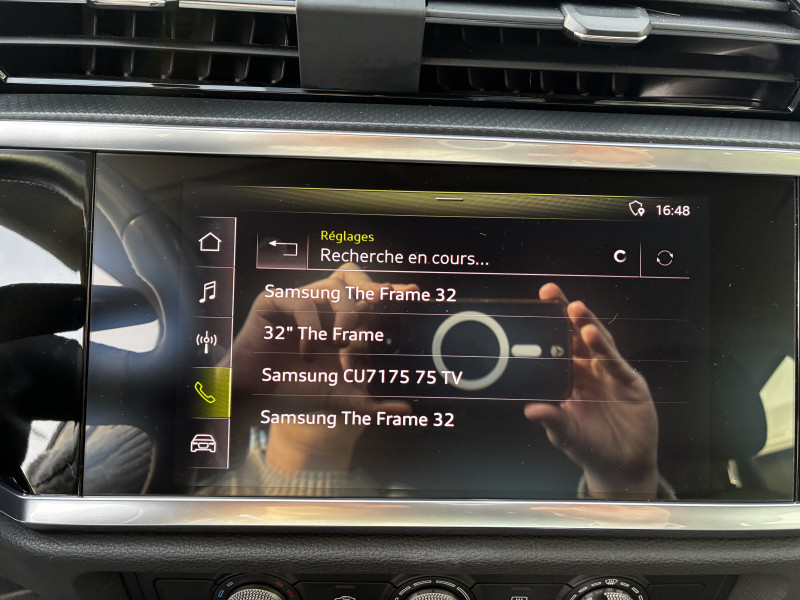 16:48
Réglages
Recherche en cours...
Samsung The Frame 32
32" The Frame
Samsung CU7175 75 TV
Samsung The Frame 32